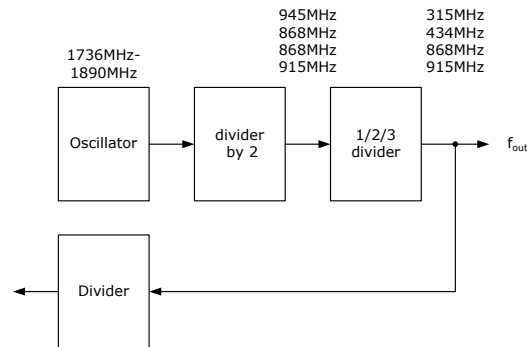 945MHz
868MHz
868MHz
915MHz
315MHz
434MHz
868MHz
915MHz
1736MHz-
1890MHz
Oscillator
divider
by 2
1/2/3
divider
fout
Divider